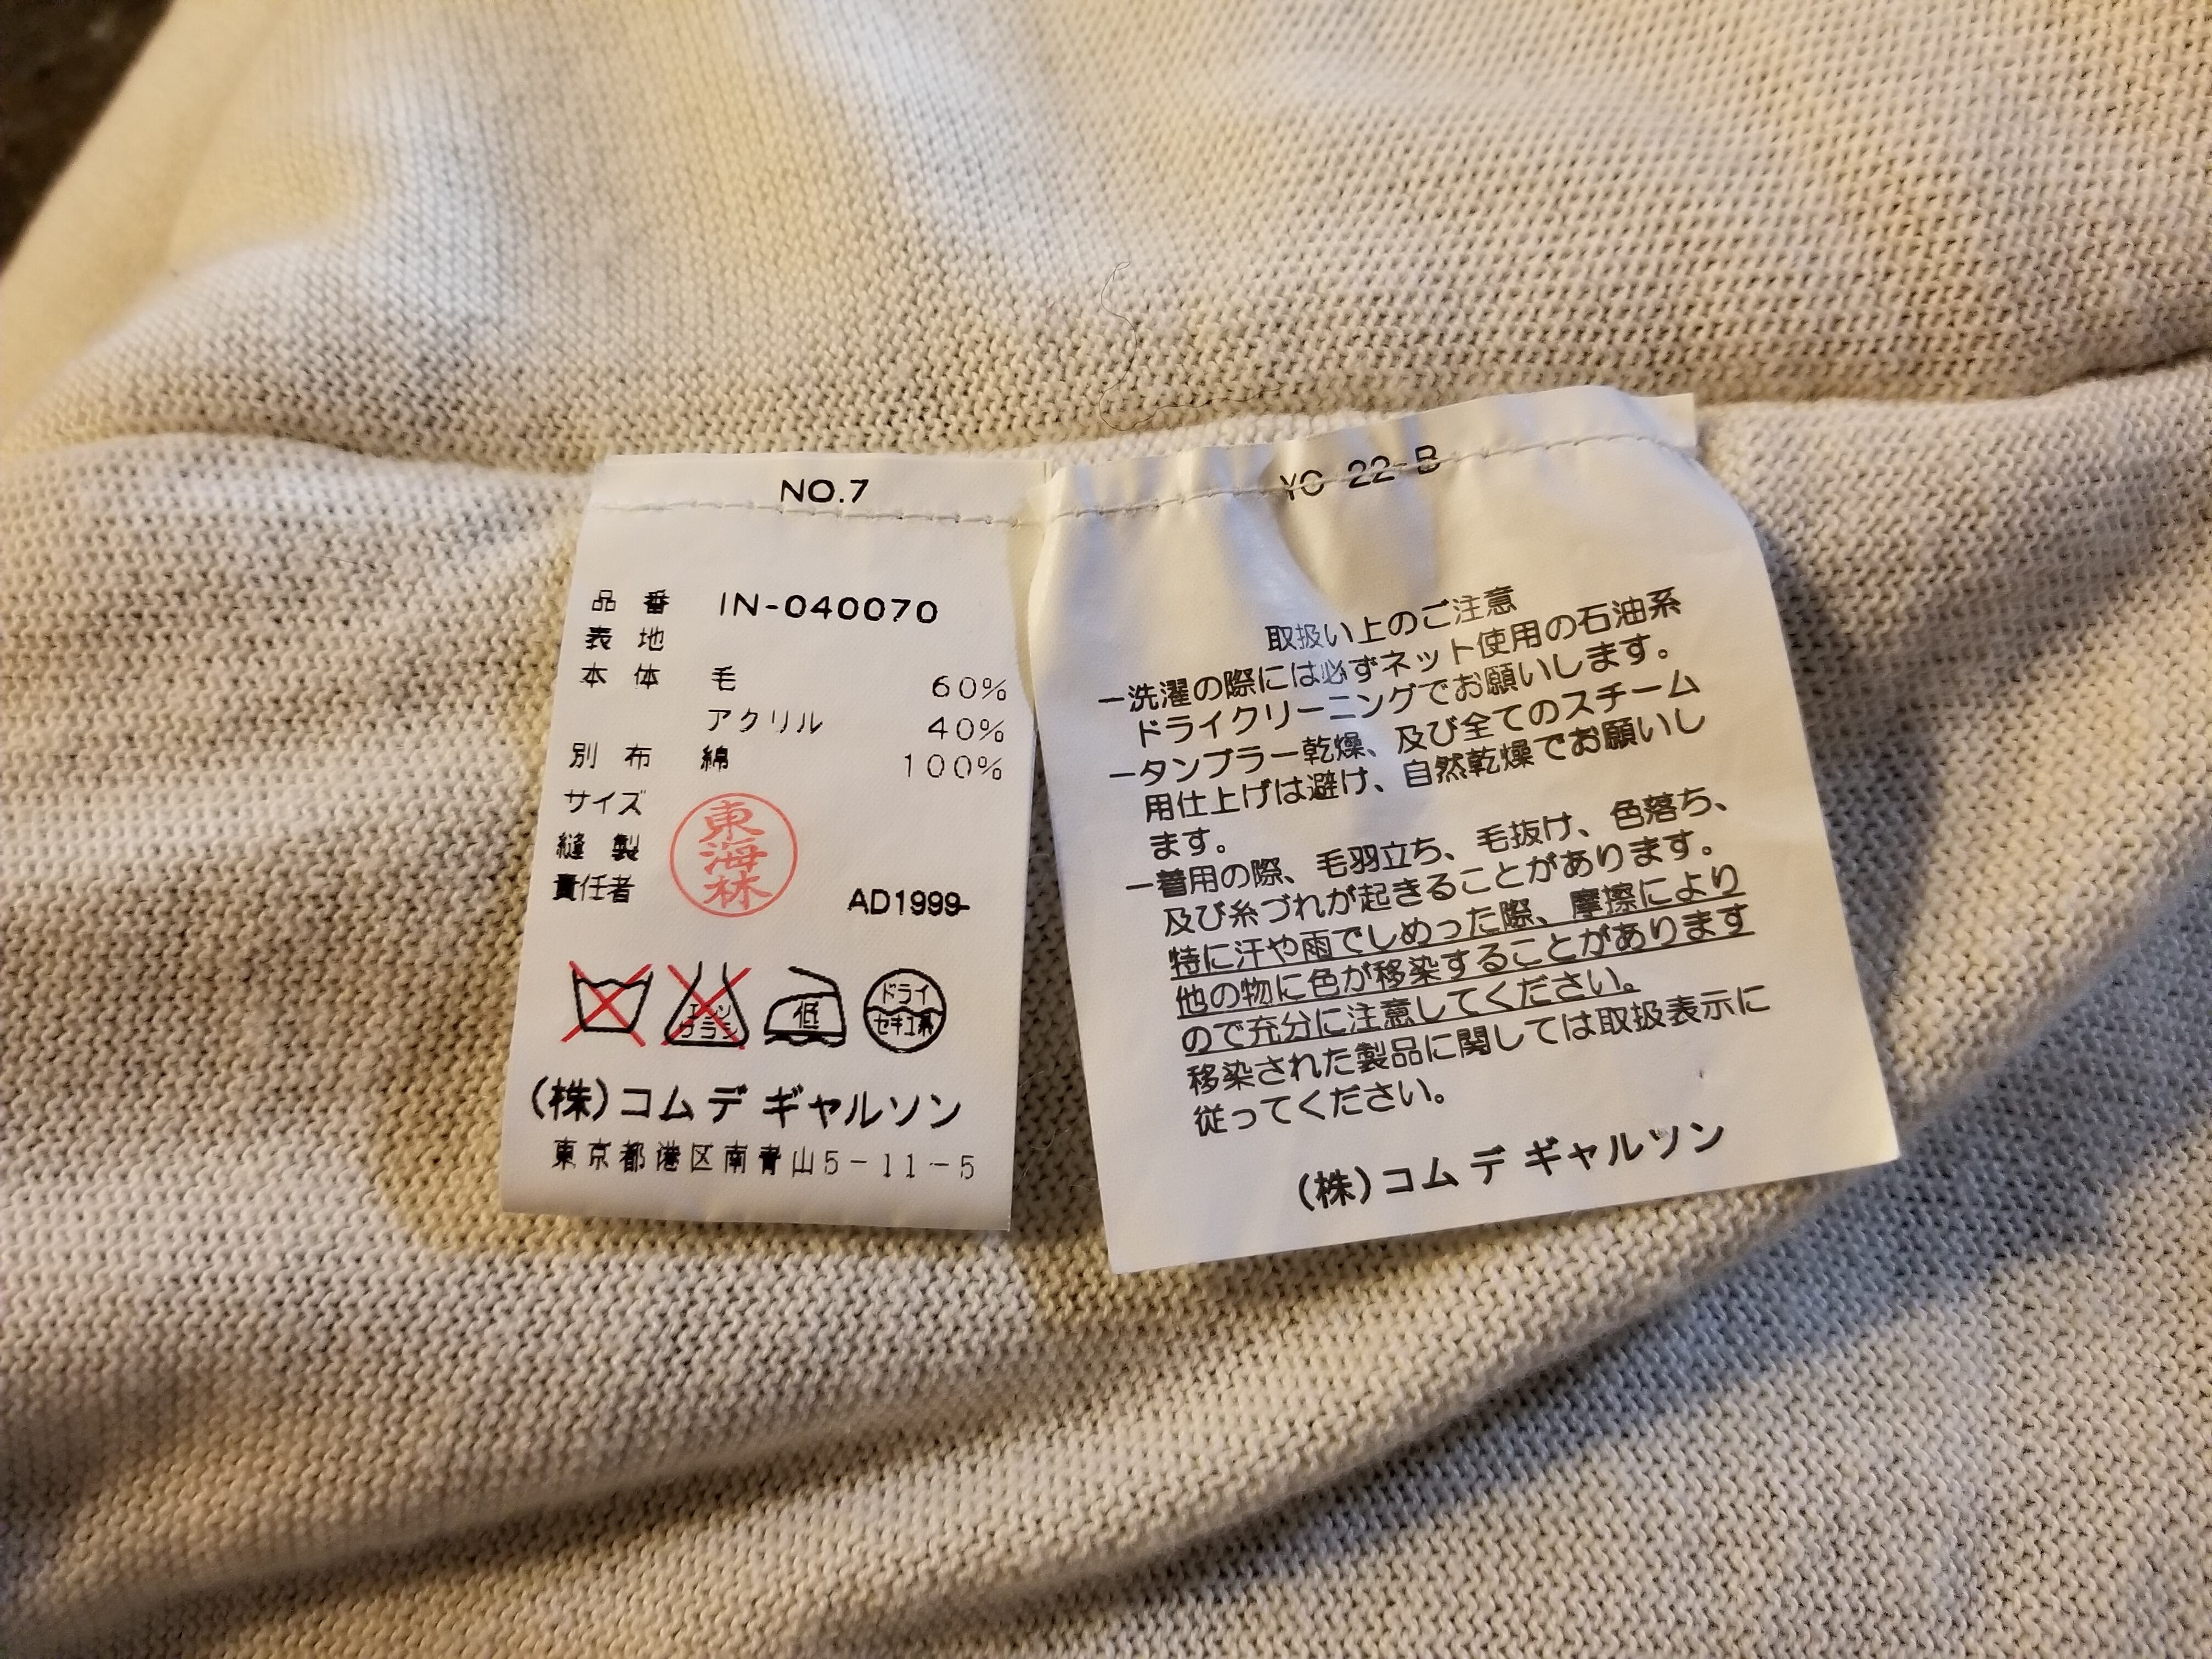 NO.7
品番 IN-040070
表地
本体 毛 60%
アクリル 40%
別布 綿 100%
サイズ
縫製
責任者
東海林
AD1999-
エンソ
サラシ
低
ドライ
セキユ系
(株)コム デ ギャルソン
東京都港区南青山5-11-5
YC 22-B
取扱い上のご注意
ー洗濯の際には必ずネット使用の石油系
ドライクリーニングでお願いします。
ータンブラー乾燥、及び全てのスチーム
用仕上げは避け、自然乾燥でお願いし
ます。
ー着用の際、毛羽立ち、毛抜け、色落ち、
及び糸づれが起きることがあります。
特に汗や雨でしめった際、摩擦により
他の物に色が移染することがあります
ので充分に注意してください。
移染された製品に関しては取扱表示に
従ってください。
(株)コム デ ギャルソン